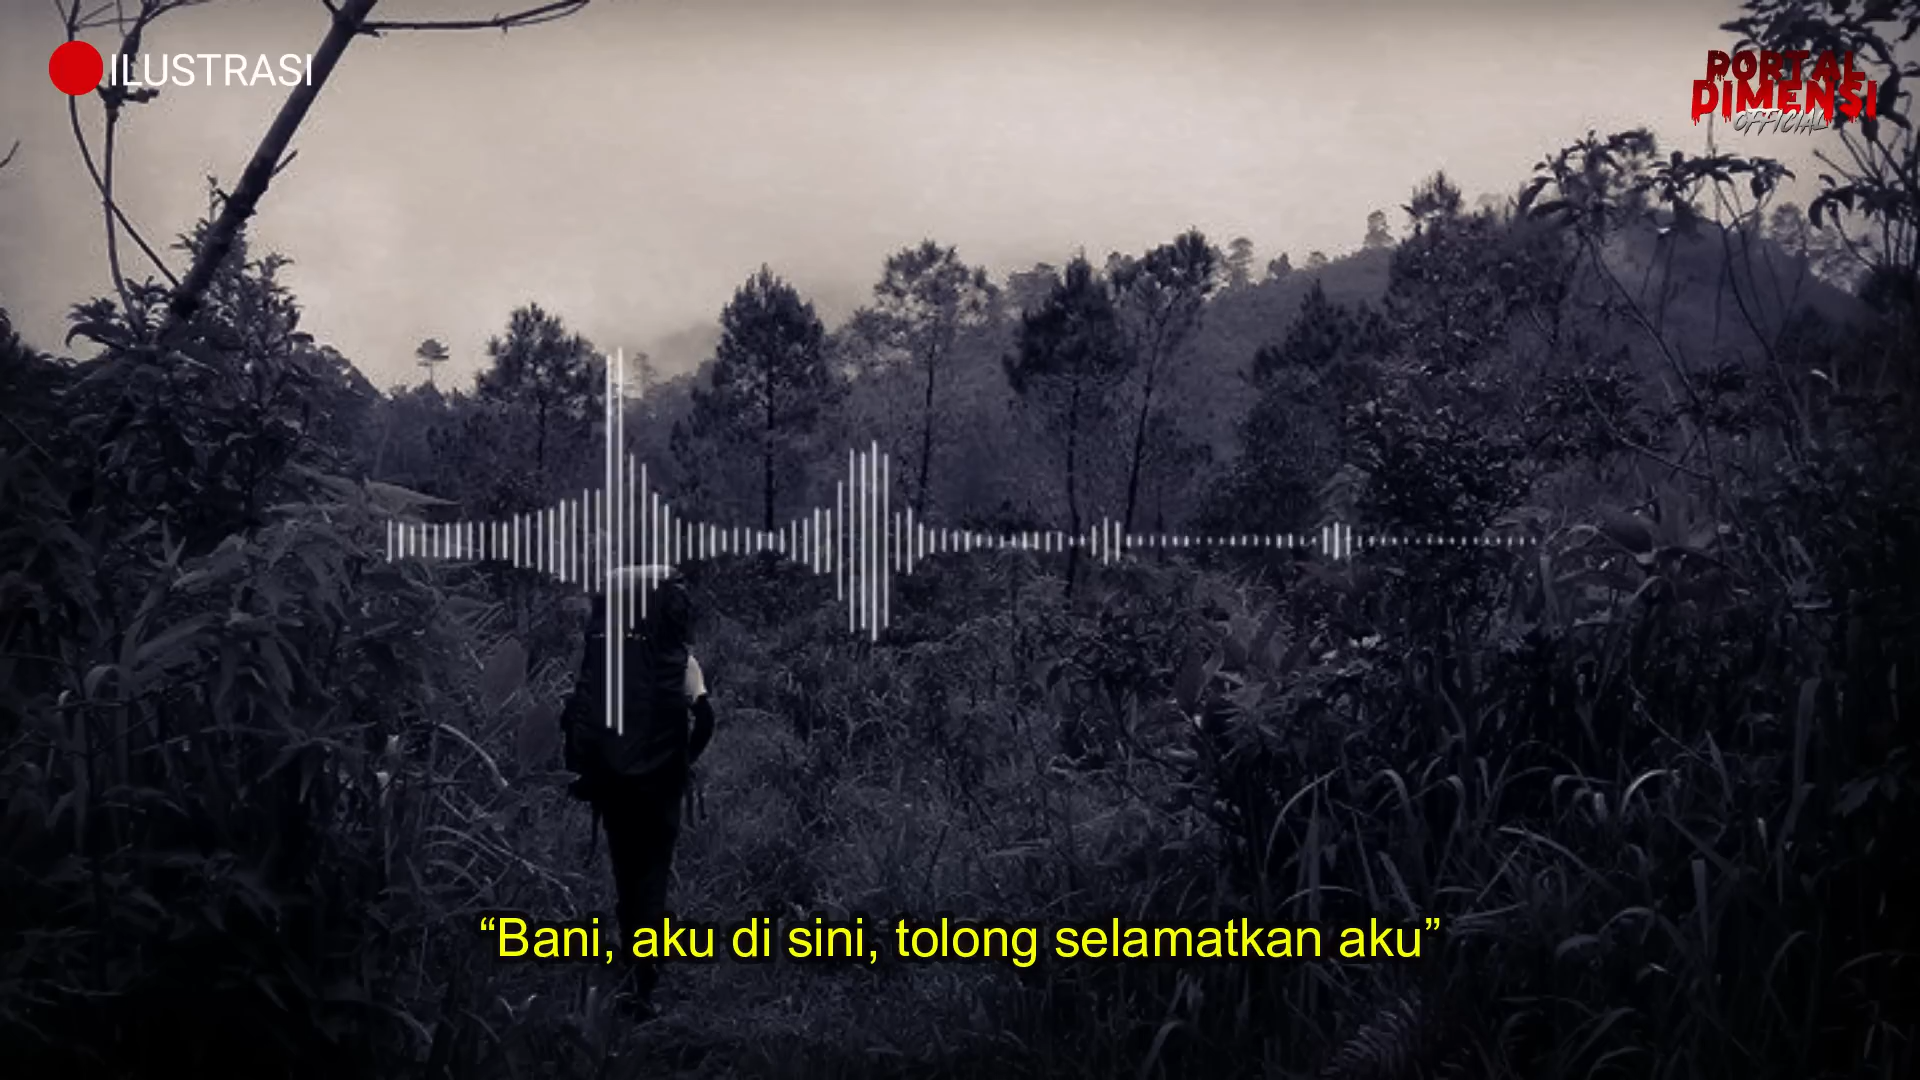 ILUSTRASI
PORTAL
DIMENSI
OFFICIAL
“Bani, aku di sini, tolong selamatkan aku”